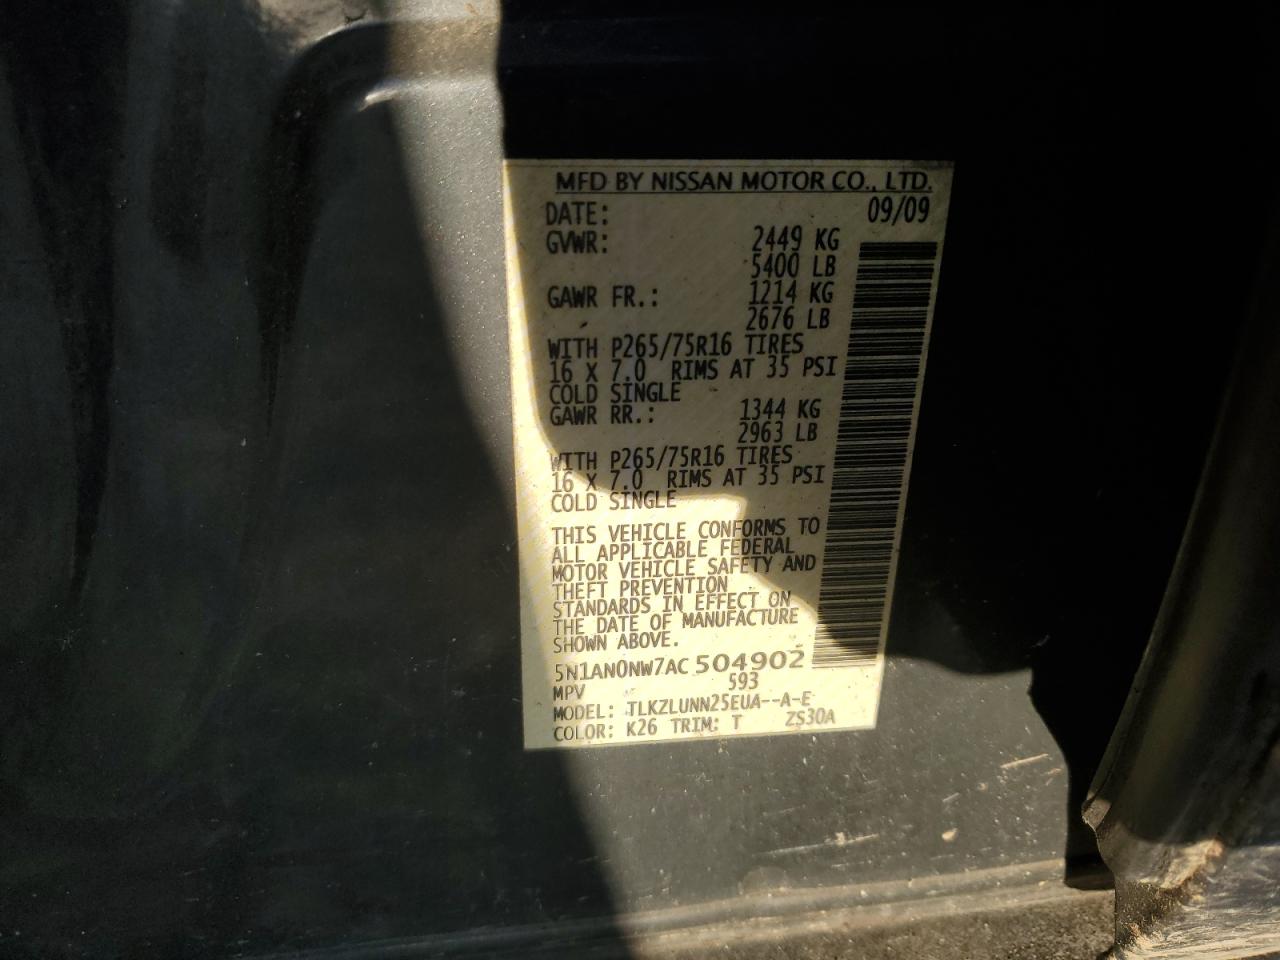 MFD BY NISSAN MOTOR CO., LTD.
DATE: 09/09
GVWR: 2449 KG
5400 LB
GAWR FR.: 1214 KG
2676 LB
WITH P265/75R16 TIRES
16 X 7.0 RIMS AT 35 PSI
COLD SINGLE
GAWR RR.: 1344 KG
2963 LB
WITH P265/75R16 TIRES
16 X 7.0 RIMS AT 35 PSI
COLD SINGLE
THIS VEHICLE CONFORMS TO
ALL APPLICABLE FEDERAL
MOTOR VEHICLE SAFETY AND
THEFT PREVENTION
STANDARDS IN EFFECT ON
THE DATE OF MANUFACTURE
SHOWN ABOVE.
5N1AN0NW7AC504902
MPV 593
MODEL: TLKZLUNN25EUA--A-E
COLOR: K26 TRIM: T ZS30A